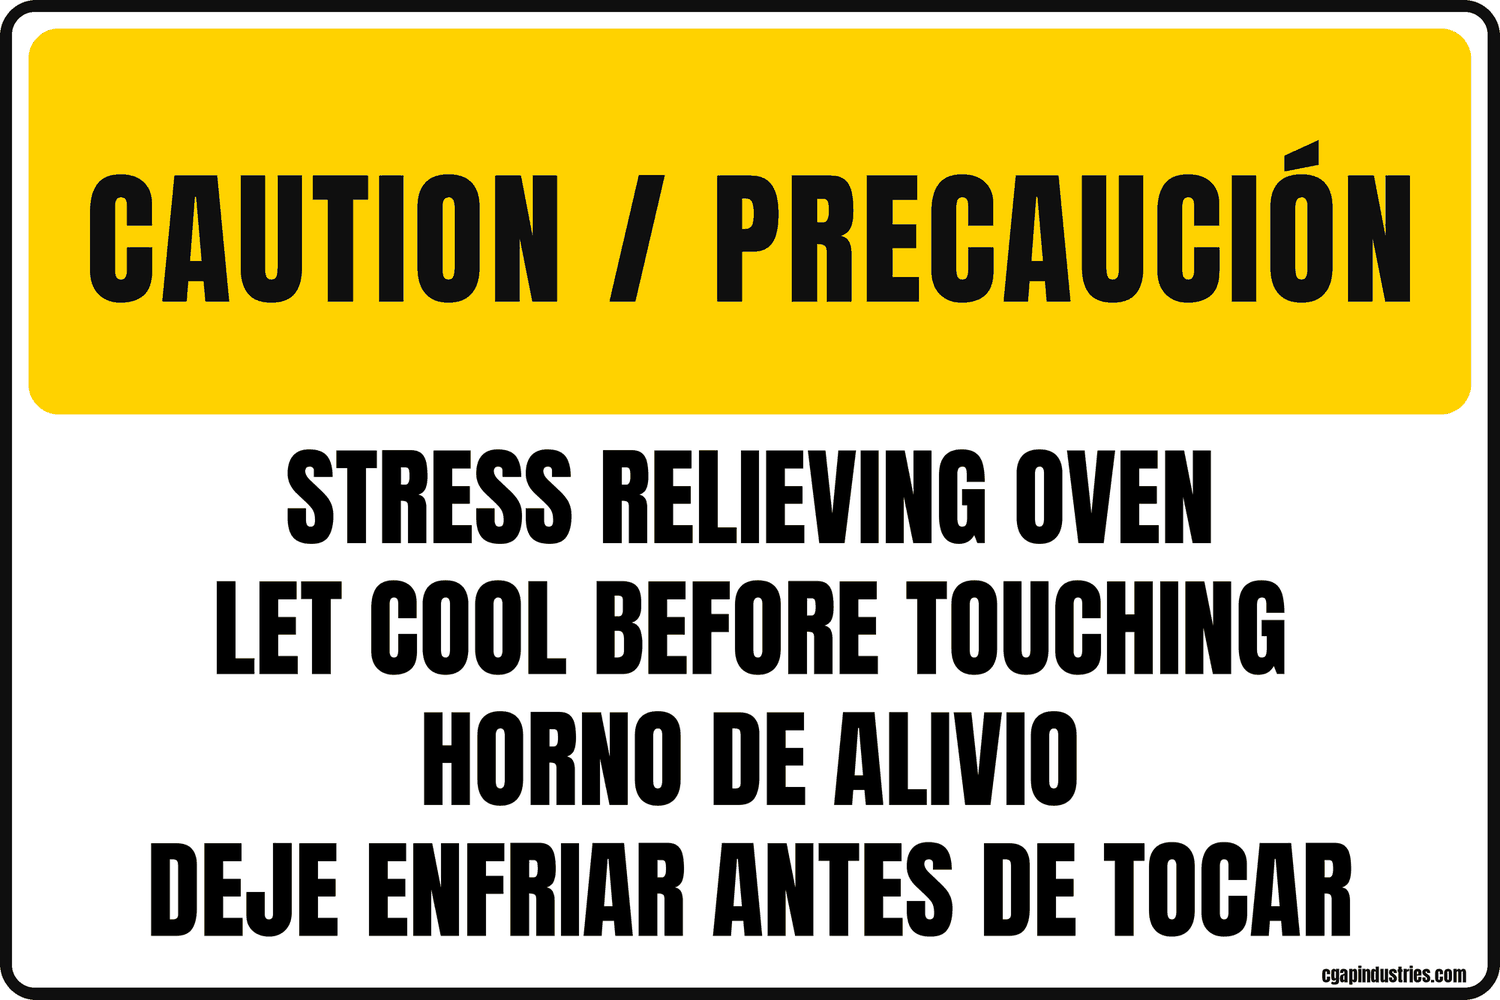 CAUTION / PRECAUCIÓN
STRESS RELIEVING OVEN
LET COOL BEFORE TOUCHING
HORNO DE ALIVIO
DEJE ENFRIAR ANTES DE TOCAR
cgapindustries.com